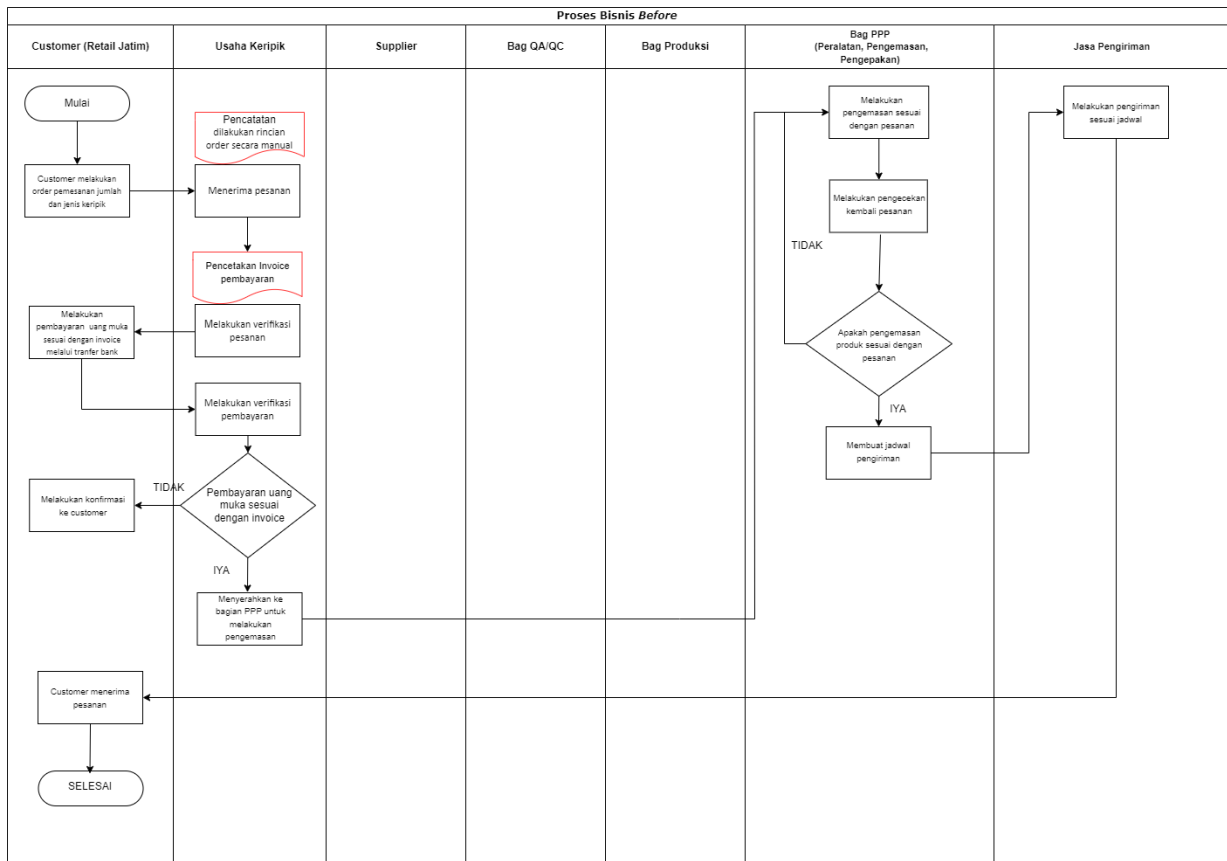 Proses Bisnis Before
Customer (Retail Jatim)
Usaha Keripik
Supplier
Bag QA/QC
Bag Produksi
Bag PPP
(Peralatan, Pengemasan,
Pengepakan)
Jasa Pengiriman
Mulai
Customer melakukan
order pemesanan jumlah
dan jenis keripik
Pencatatan
dilakukan rincian
order secara manual
Menerima pesanan
Pencetakan Invoice
pembayaran
Melakukan verifikasi
pesanan
Melakukan
pembayaran uang muka
sesuai dengan invoice
melalui tranfer bank
Melakukan verifikasi
pembayaran
Pembayaran uang
muka sesuai
dengan invoice
TIDAK
Melakukan konfirmasi
ke customer
IYA
Menyerahkan ke
bagian PPP untuk
melakukan
pengemasan
Melakukan
pengemasan sesuai
dengan pesanan
Melakukan pengecekan
kembali pesanan
TIDAK
Apakah pengemasan
produk sesuai dengan
pesanan
IYA
Membuat jadwal
pengiriman
Melakukan pengiriman
sesuai jadwal
Customer menerima
pesanan
SELESAI